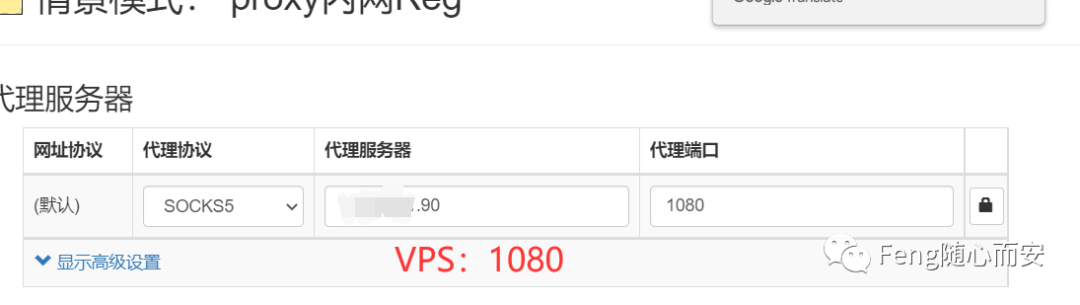 情景模式： proxy内网Reg
Google Translate
代理服务器
网址协议 代理协议 代理服务器 代理端口
(默认) SOCKS5 .90 1080
显示高级设置
VPS：1080
Feng随心而安